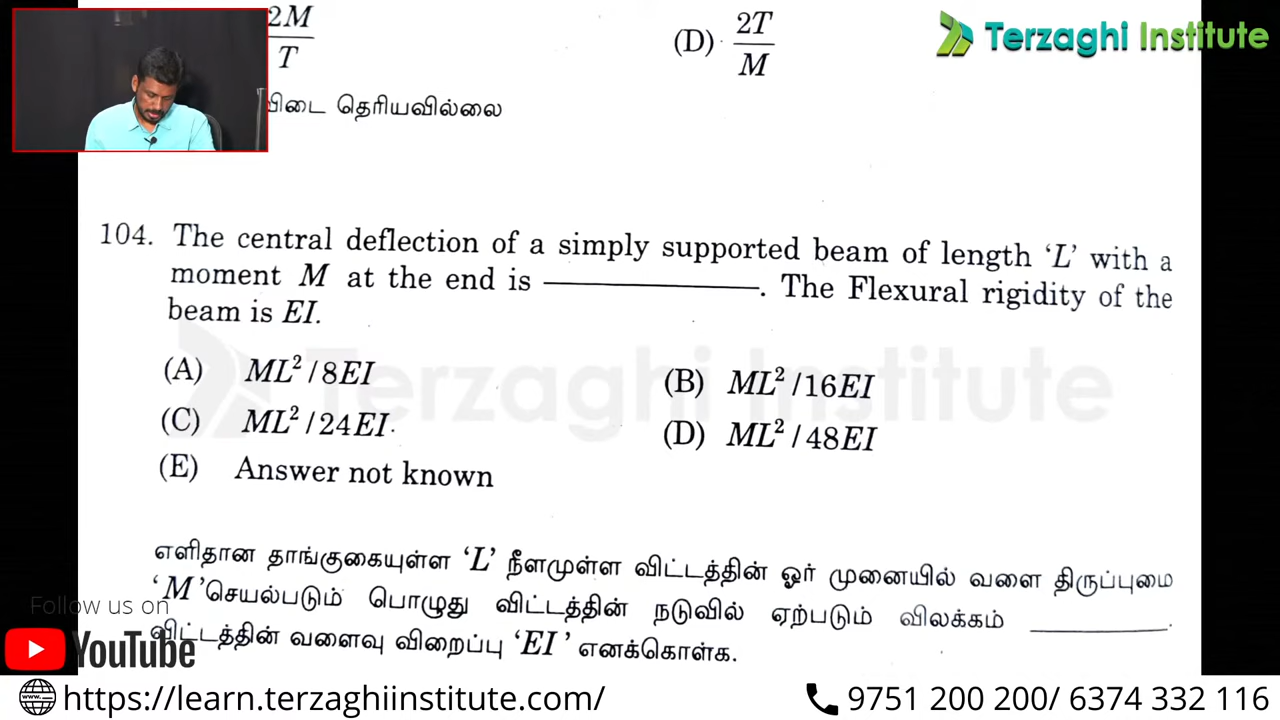 2M
T
(D) 2T
M
Terzaghi Institute
விடை தெரியவில்லை
104. The central deflection of a simply supported beam of length ‘L’ with a
moment M at the end is ————. The Flexural rigidity of the
beam is EI.
(A) ML²/8EI
(B) ML²/16EI
(C) ML²/24EI
(D) ML²/48EI
(E) Answer not known
Terzaghi Institute
எளிதான தாங்குகையுள்ள ‘L’ நீளமுள்ள விட்டத்தின் ஓர் முனையில் வளை திருப்புமை
‘M’ செயல்படும் பொழுது விட்டத்தின் நடுவில் ஏற்படும் விலக்கம் ————.
விட்டத்தின் வளைவு விறைப்பு ‘EI’ எனக்கொள்க.
Follow us on
YouTube
https://learn.terzaghiinstitute.com/
9751 200 200/ 6374 332 116